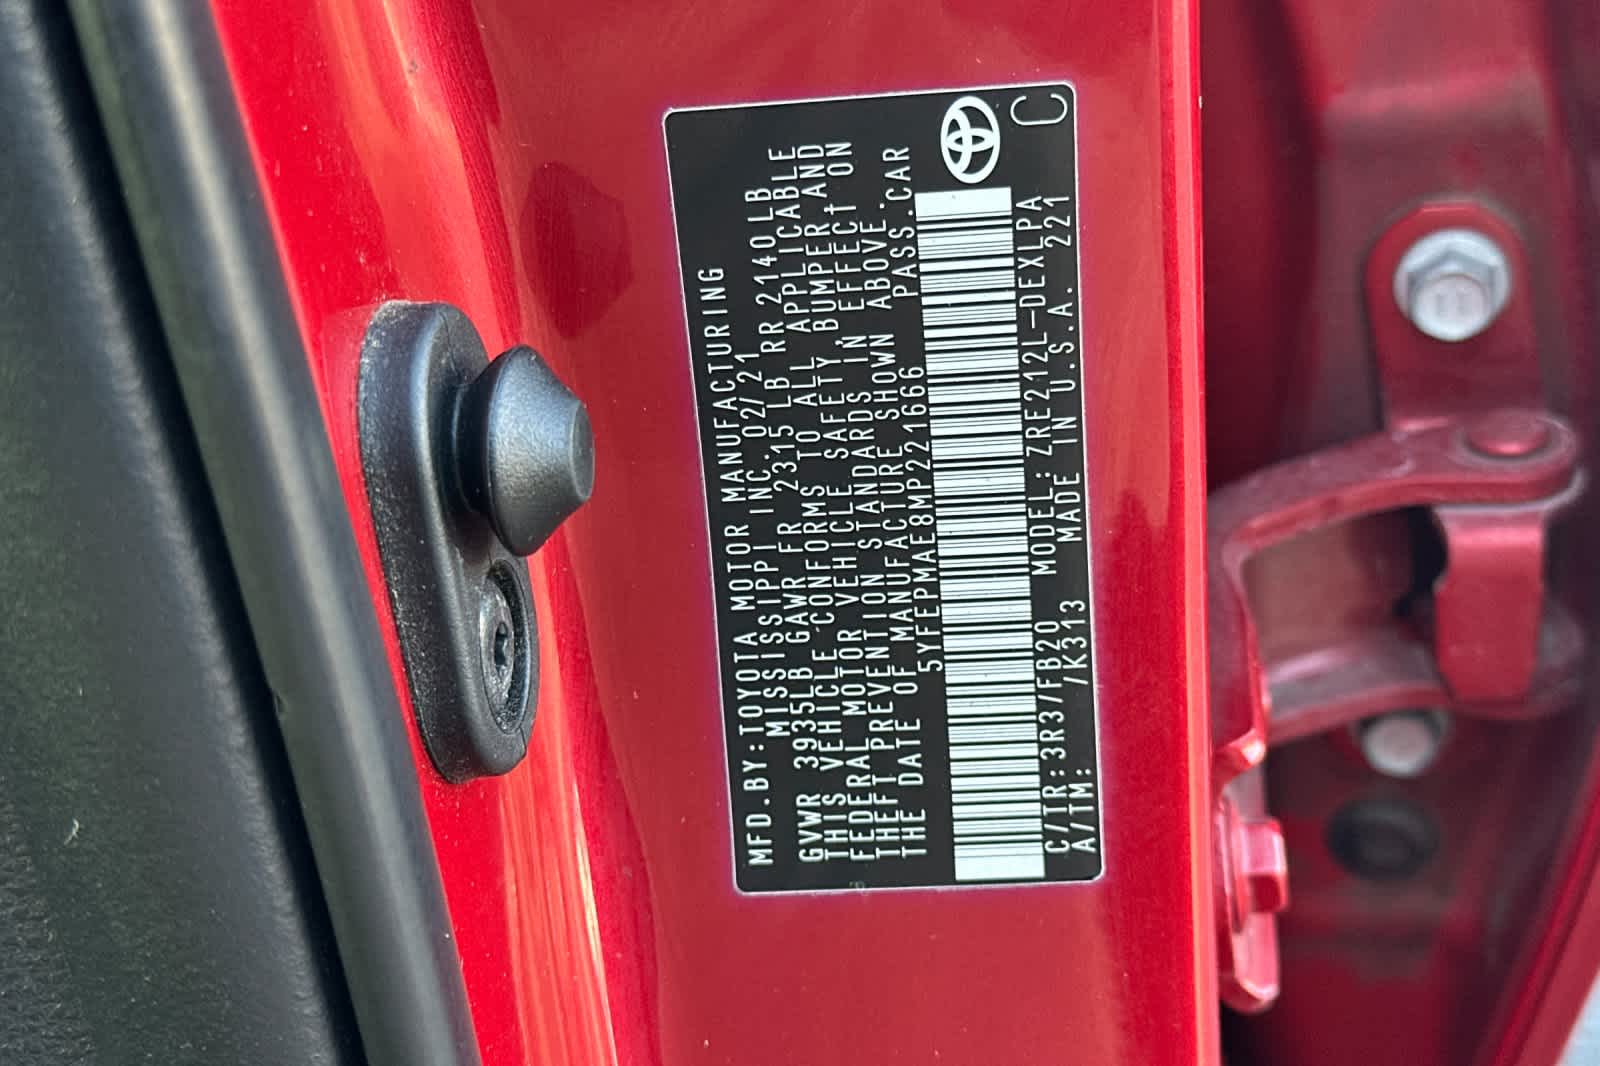 MFD.BY:TOYOTA MOTOR MANUFACTURING
MISSISSIPPI INC. 02/21
GVWR 3935LB GAWR FR 2315LB RR 2140LB
THIS VEHICLE CONFORMS TO ALL APPLICABLE
FEDERAL MOTOR VEHICLE SAFETY,BUMPER AND
THEFT PREVENTION STANDARDS IN EFFECT ON
THE DATE OF MANUFACTURE SHOWN ABOVE.
5YFEPMAE8MP221666 PASS.CAR
C/TR:3R3/FB20 MODEL:ZRE212L-DEXLPA
A/TM: /K313 MADE IN U.S.A. 221
C